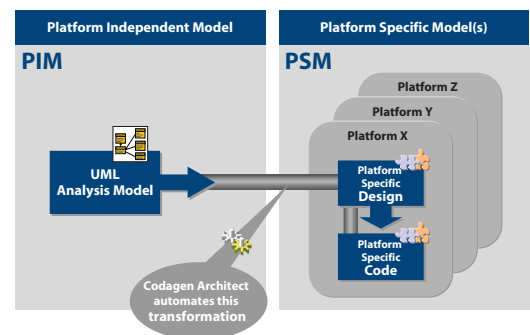 Platform Independent Model
Platform Specific Model(s)
PIM
PSM
Platform Z
Platform Y
Platform X
UML
Analysis Model
Platform
Specific
Design
Platform
Specific
Code
Codagen Architect
automates this
transformation